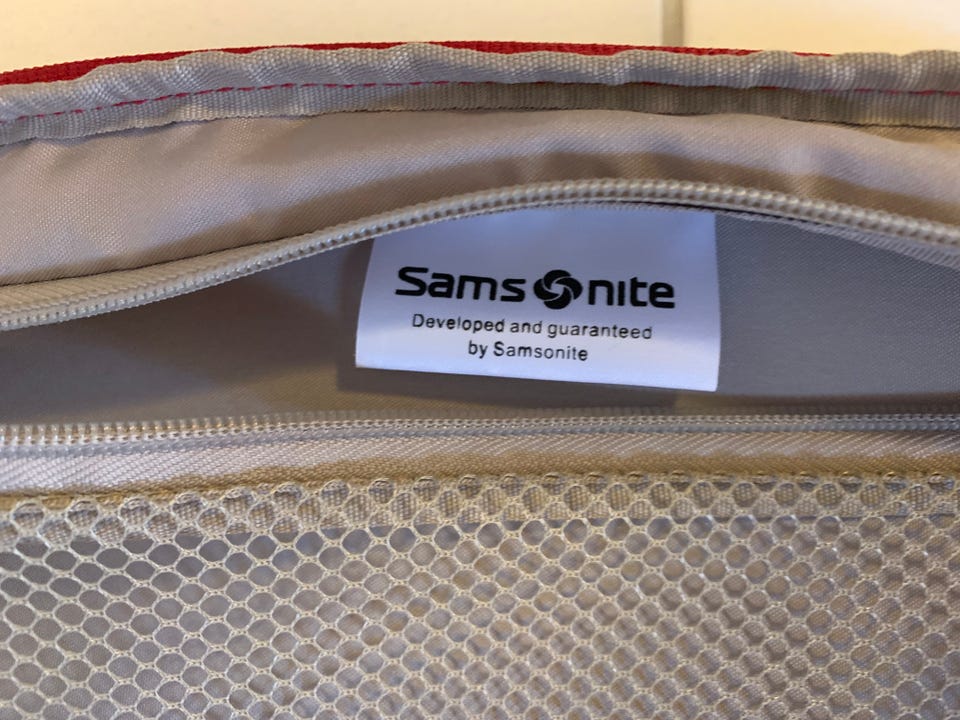 Samsonite
Developed and guaranteed
by Samsonite